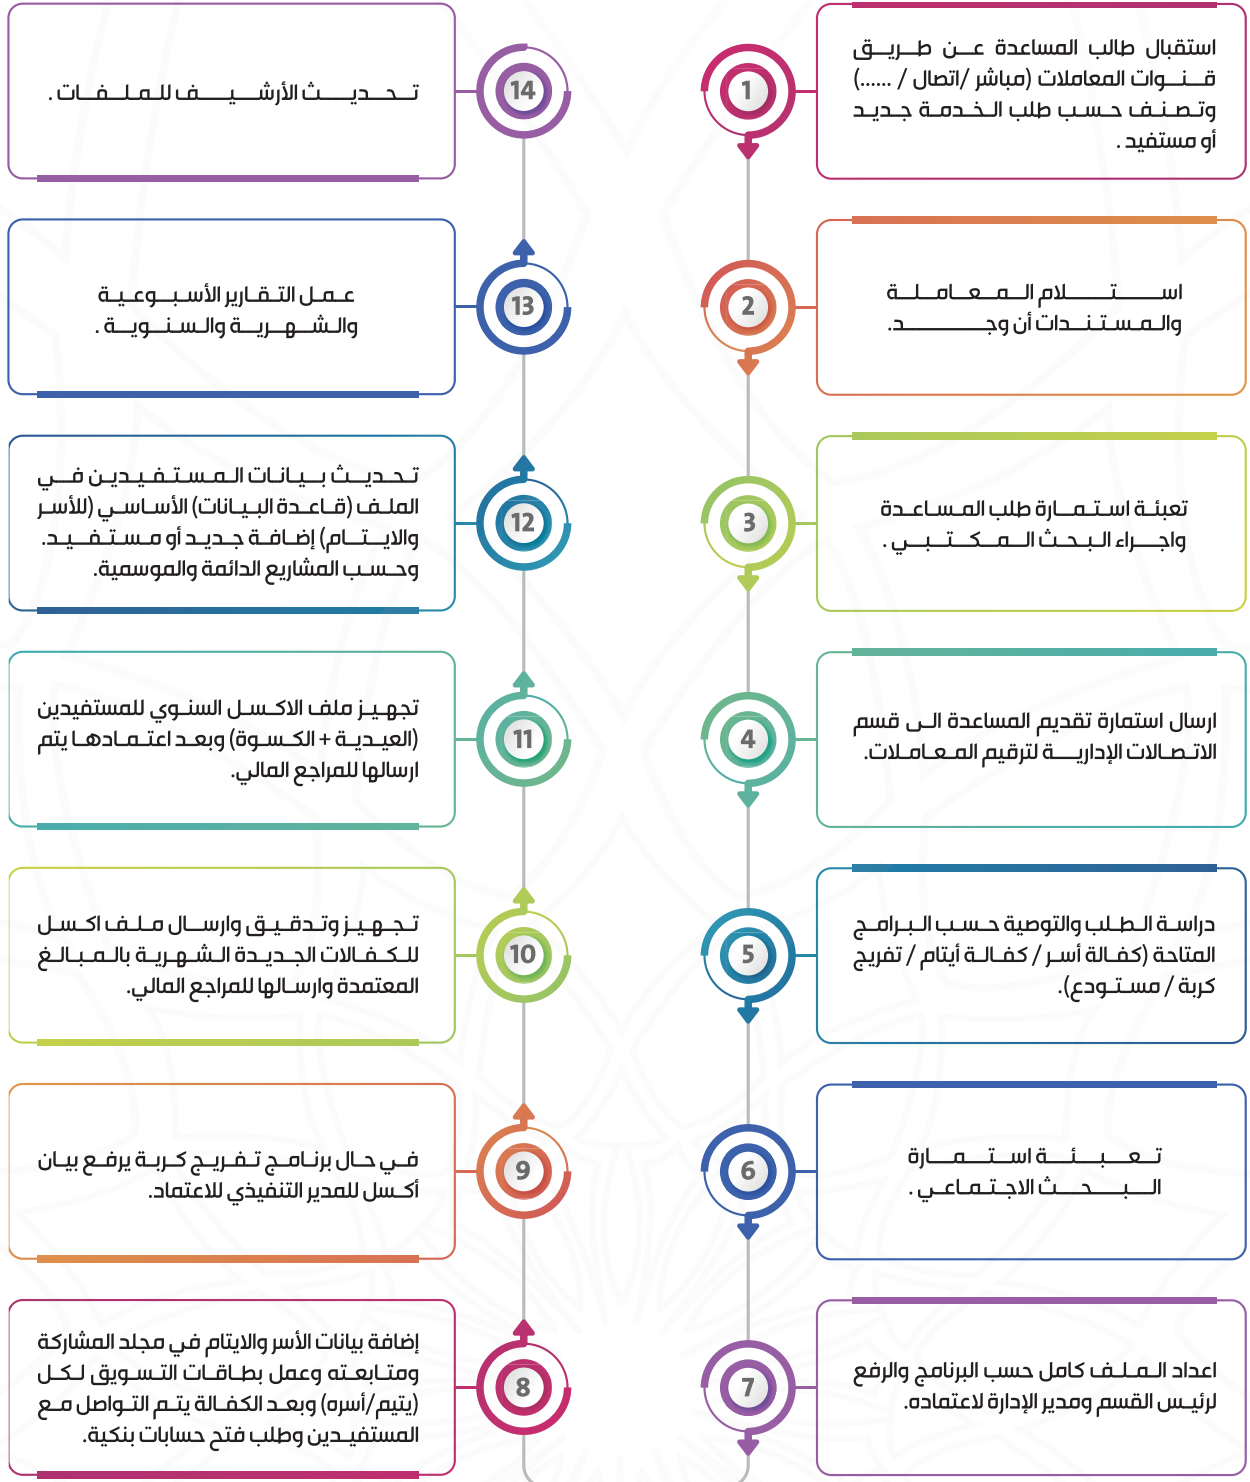 1
استقبال طالب المساعدة عن طريق
قنوات المعاملات (مباشر /اتصال / ......)
وتصنف حسب طلب الخدمة جديد
أو مستفيد .
2
استلام المعاملة
والمستندات أن وجد.
3
تعبئة استمارة طلب المساعدة
واجراء البحث المكتبي .
4
ارسال استمارة تقديم المساعدة الى قسم
الاتصالات الإدارية لترقيم المعاملات.
5
دراسة الطلب والتوصية حسب البرامج
المتاحة (كفالة أسر / كفالة أيتام / تفريج
كربة / مستودع).
6
تعبئة استمارة
البحث الاجتماعي .
7
اعداد الملف كامل حسب البرنامج والرفع
لرئيس القسم ومدير الإدارة لاعتماده.
8
إضافة بيانات الأسر والايتام في مجلد المشاركة
ومتابعته وعمل بطاقات التسويق لكل
(يتيم/أسره) وبعد الكفالة يتم التواصل مع
المستفيدين وطلب فتح حسابات بنكية.
9
في حال برنامج تفريج كربة يرفع بيان
أكسل للمدير التنفيذي للاعتماد.
10
تجهيز وتدقيق وارسال ملف اكسل
للكفالات الجديدة الشهرية بالمبالغ
المعتمدة وارسالها للمراجع المالي.
11
تجهيز ملف الاكسل السنوي للمستفيدين
(العيدية + الكسوة) وبعد اعتمادها يتم
ارسالها للمراجع المالي.
12
تحديث بيانات المستفيدين في
الملف (قاعدة البيانات) الأساسي (للأسر
والايتام) إضافة جديد أو مستفيد.
وحسب المشاريع الدائمة والموسمية.
13
عمل التقارير الأسبوعية
والشهرية والسنوية .
14
تحديث الأرشيف للملفات .